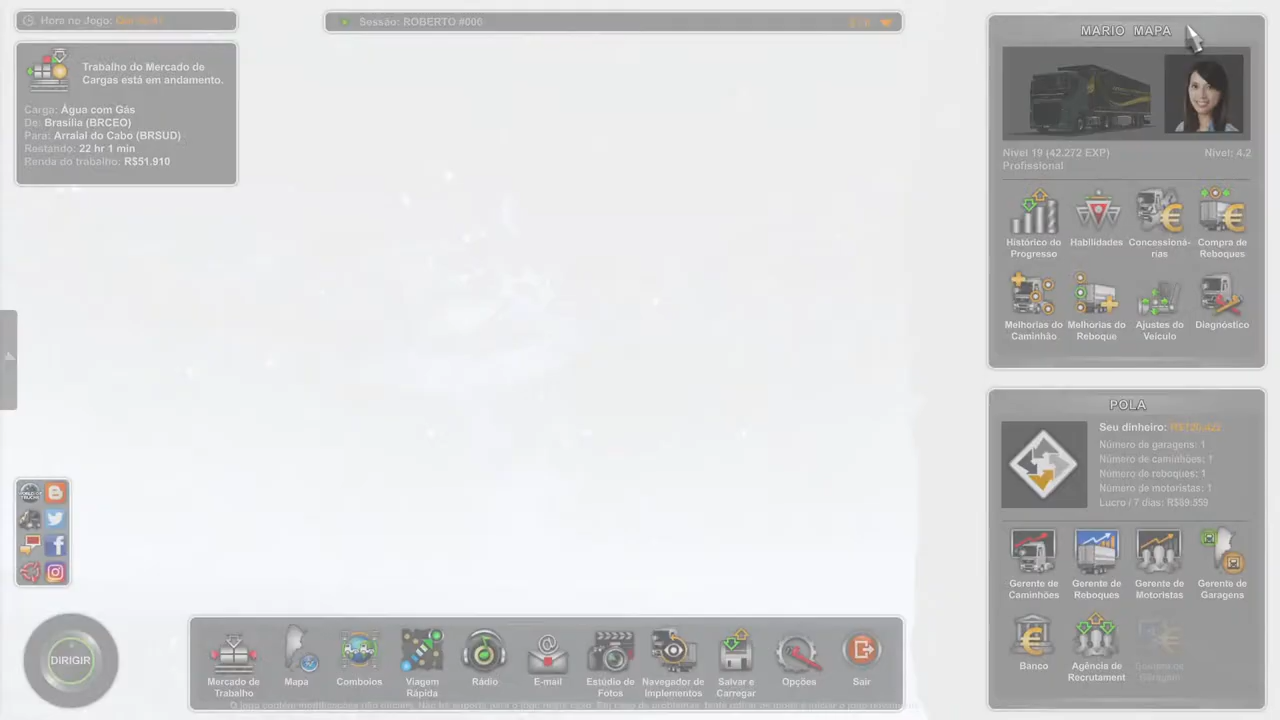 Hora no Jogo:
Sessão: ROBERTO #000
Trabalho do Mercado de
Cargas está em andamento.
Carga: Água com Gás
De: Brasília (BRCEO)
Para: Arraial do Cabo (BRSUD)
Restando: 22 hr 1 min
Renda do trabalho: R$51.910
MARIO MAPA
Nível 19 (42.272 EXP)
Nível: 4.2
Profissional
Histórico do
Progresso
Habilidades
Concessioná-
rias
Compra de
Reboques
Melhorias do
Caminhão
Melhorias do
Reboque
Ajustes do
Veículo
Diagnóstico
POLA
Seu dinheiro:
Número de garagens: 1
Número de caminhões: 1
Número de reboques: 1
Número de motoristas: 1
Lucro / 7 dias: R$89.359
Gerente de
Caminhões
Gerente de
Reboques
Gerente de
Motoristas
Gerente de
Garagens
Banco
Agência de
Recrutament
DIRIGIR
Mercado de
Trabalho
Mapa
Comboios
Viagem
Rápida
Rádio
E-mail
Estúdio de
Fotos
Navegador de
Implementos
Salvar e
Carregar
Opções
Sair